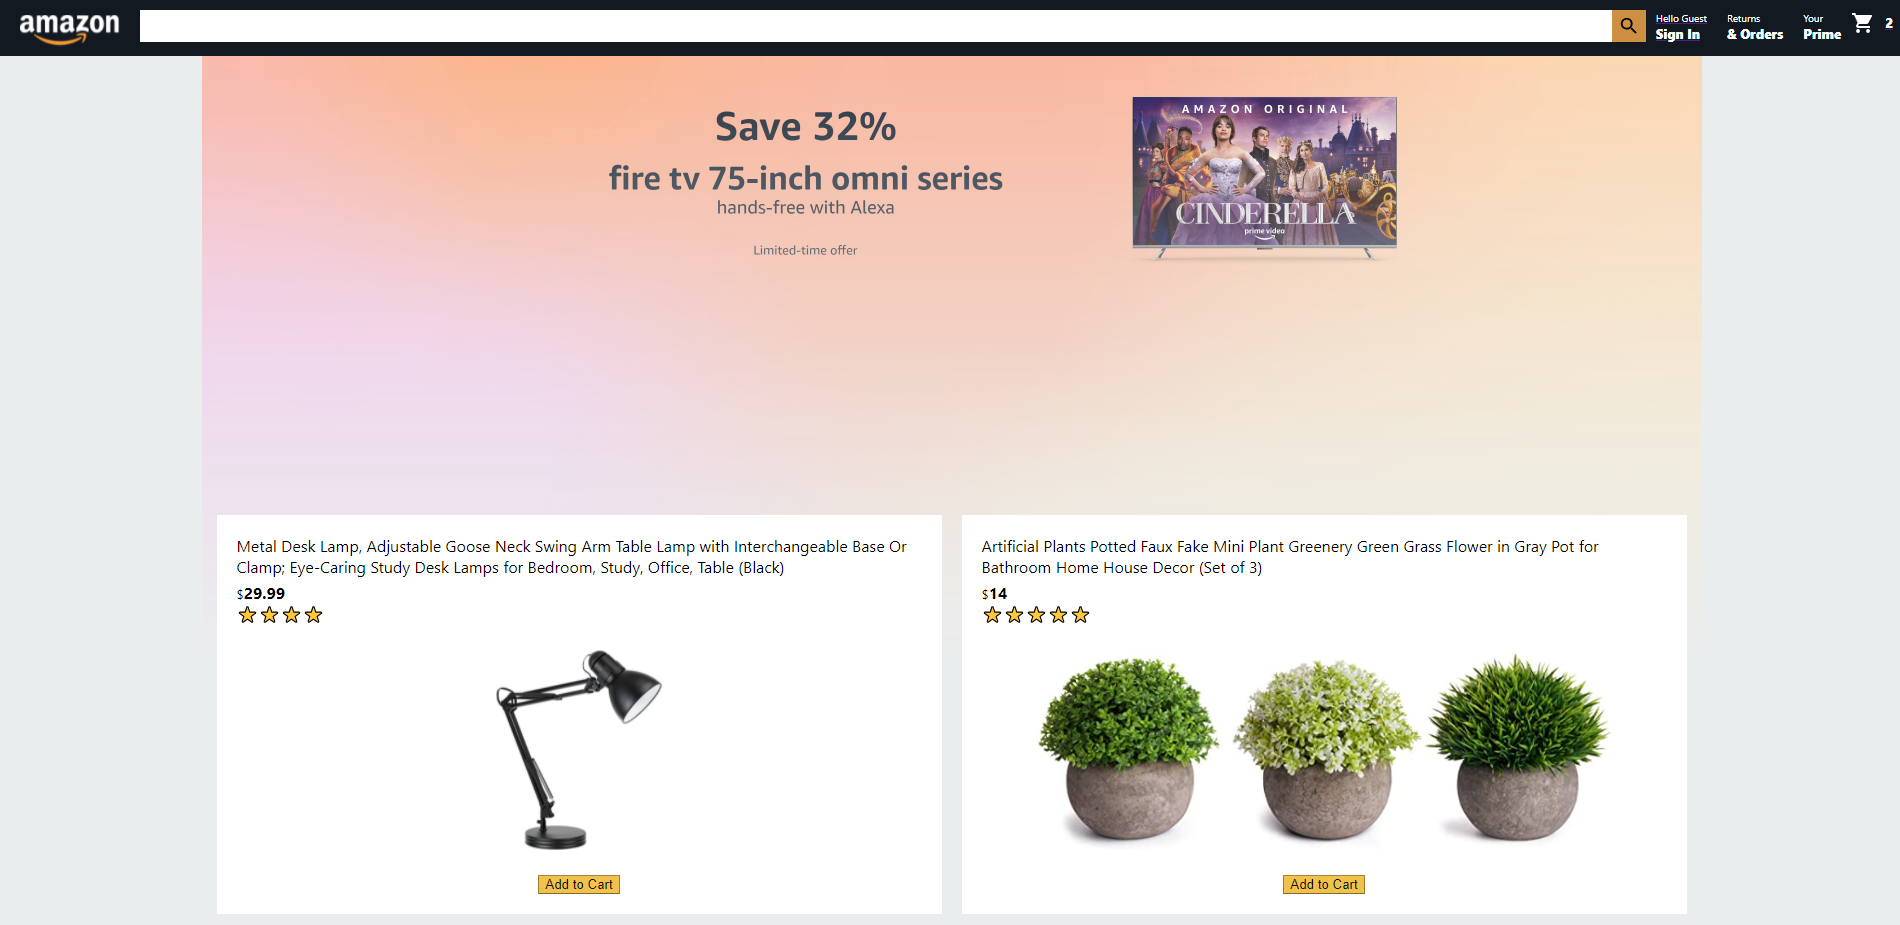 amazon
Hello Guest
Sign In
Returns
& Orders
Your
Prime
2
Save 32%
fire tv 75-inch omni series
hands-free with Alexa
Limited-time offer
AMAZON ORIGINAL
CINDERELLA
prime video
Metal Desk Lamp, Adjustable Goose Neck Swing Arm Table Lamp with Interchangeable Base Or
Clamp; Eye-Caring Study Desk Lamps for Bedroom, Study, Office, Table (Black)
$29.99
Artificial Plants Potted Faux Fake Mini Plant Greenery Green Grass Flower in Gray Pot for
Bathroom Home House Decor (Set of 3)
$14
Add to Cart
Add to Cart